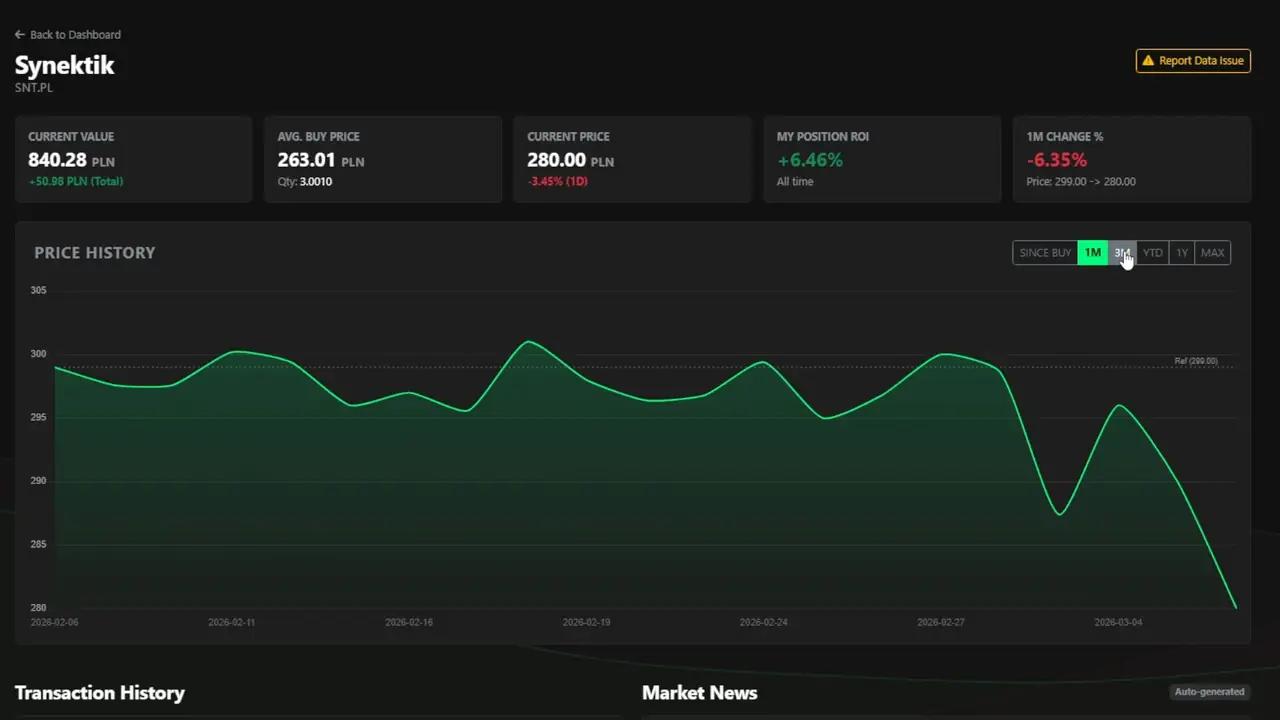 Back to Dashboard
Synektik
SNT.PL
Report Data Issue
CURRENT VALUE
840.28 PLN
+50.98 PLN (Total)
AVG. BUY PRICE
263.01 PLN
Qty: 3.0010
CURRENT PRICE
280.00 PLN
-3.45% (1D)
MY POSITION ROI
+6.46%
All time
1M CHANGE %
-6.35%
Price: 299.00 -> 280.00
PRICE HISTORY
SINCE BUY 1M 3M YTD 1Y MAX
305
300
295
290
285
280
Ref (299.00)
2026-02-06 2026-02-11 2026-02-16 2026-02-19 2026-02-24 2026-02-27 2026-03-04
Transaction History
Market News
Auto-generated